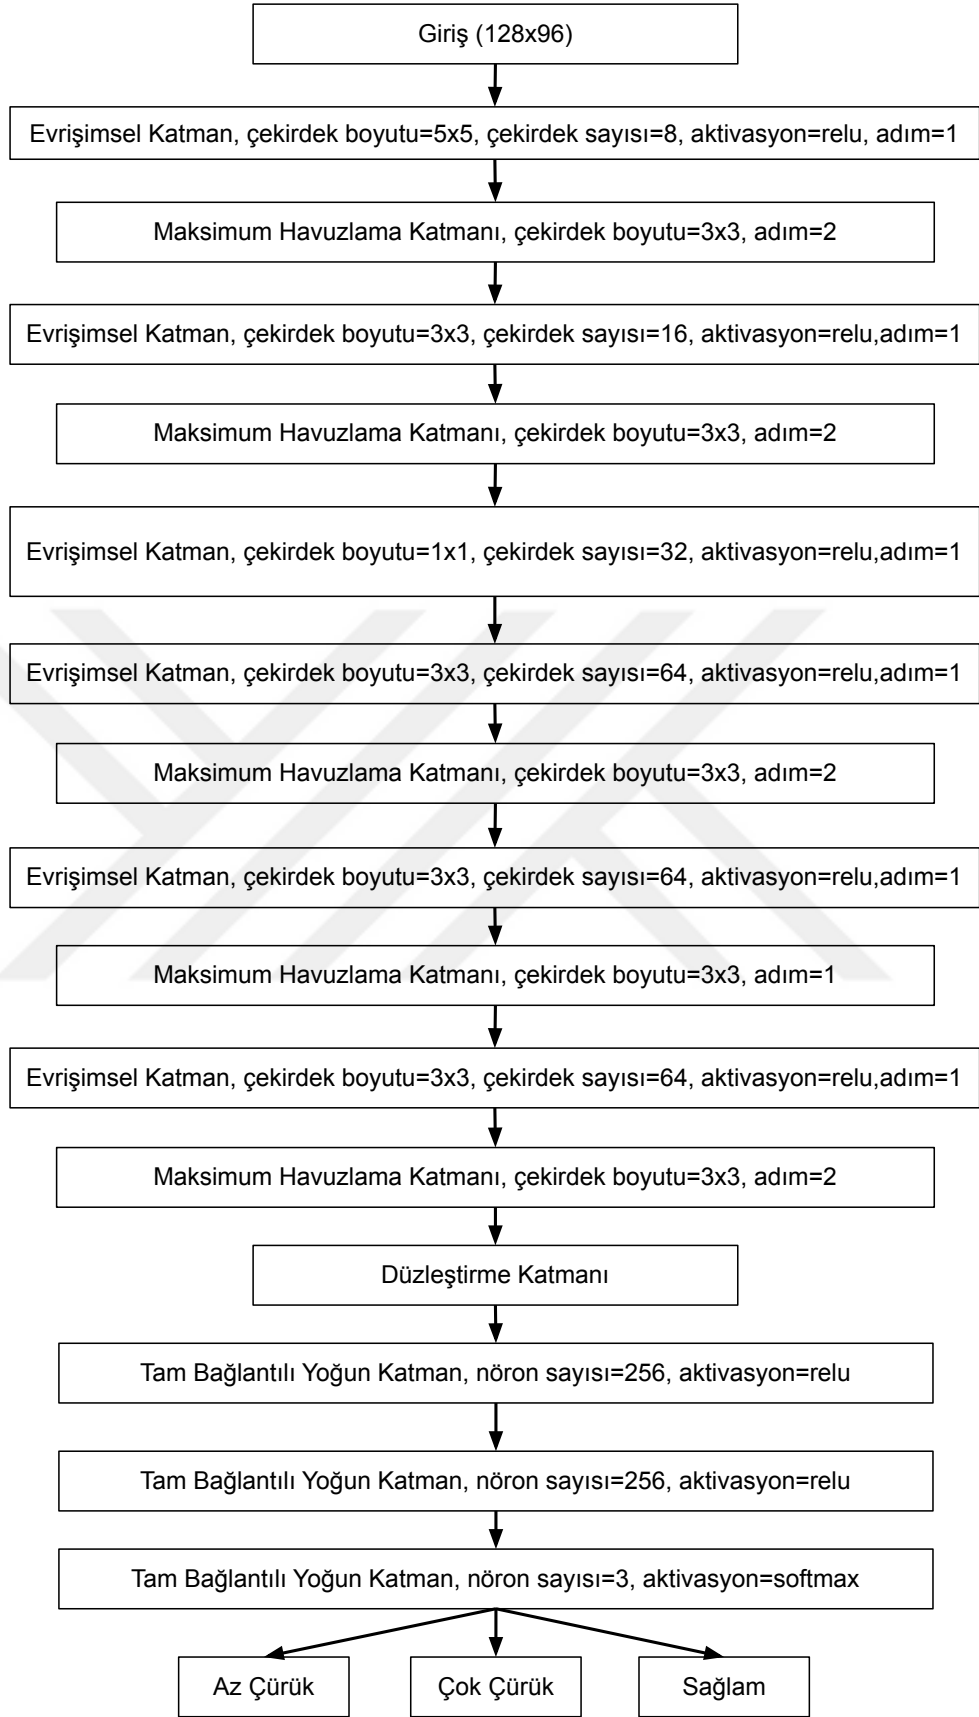 Giriş (128x96)
Evrişimsel Katman, çekirdek boyutu=5x5, çekirdek sayısı=8, aktivasyon=relu, adım=1
Maksimum Havuzlama Katmanı, çekirdek boyutu=3x3, adım=2
Evrişimsel Katman, çekirdek boyutu=3x3, çekirdek sayısı=16, aktivasyon=relu,adım=1
Maksimum Havuzlama Katmanı, çekirdek boyutu=3x3, adım=2
Evrişimsel Katman, çekirdek boyutu=1x1, çekirdek sayısı=32, aktivasyon=relu,adım=1
Evrişimsel Katman, çekirdek boyutu=3x3, çekirdek sayısı=64, aktivasyon=relu,adım=1
Maksimum Havuzlama Katmanı, çekirdek boyutu=3x3, adım=2
Evrişimsel Katman, çekirdek boyutu=3x3, çekirdek sayısı=64, aktivasyon=relu,adım=1
Maksimum Havuzlama Katmanı, çekirdek boyutu=3x3, adım=1
Evrişimsel Katman, çekirdek boyutu=3x3, çekirdek sayısı=64, aktivasyon=relu,adım=1
Maksimum Havuzlama Katmanı, çekirdek boyutu=3x3, adım=2
Düzleştirme Katmanı
Tam Bağlantılı Yoğun Katman, nöron sayısı=256, aktivasyon=relu
Tam Bağlantılı Yoğun Katman, nöron sayısı=256, aktivasyon=relu
Tam Bağlantılı Yoğun Katman, nöron sayısı=3, aktivasyon=softmax
Az Çürük
Çok Çürük
Sağlam